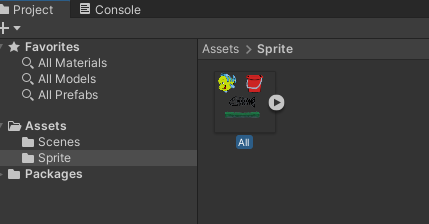 Project
Console
Favorites
All Materials
All Models
All Prefabs
Assets
Scenes
Sprite
Packages
Assets > Sprite
All